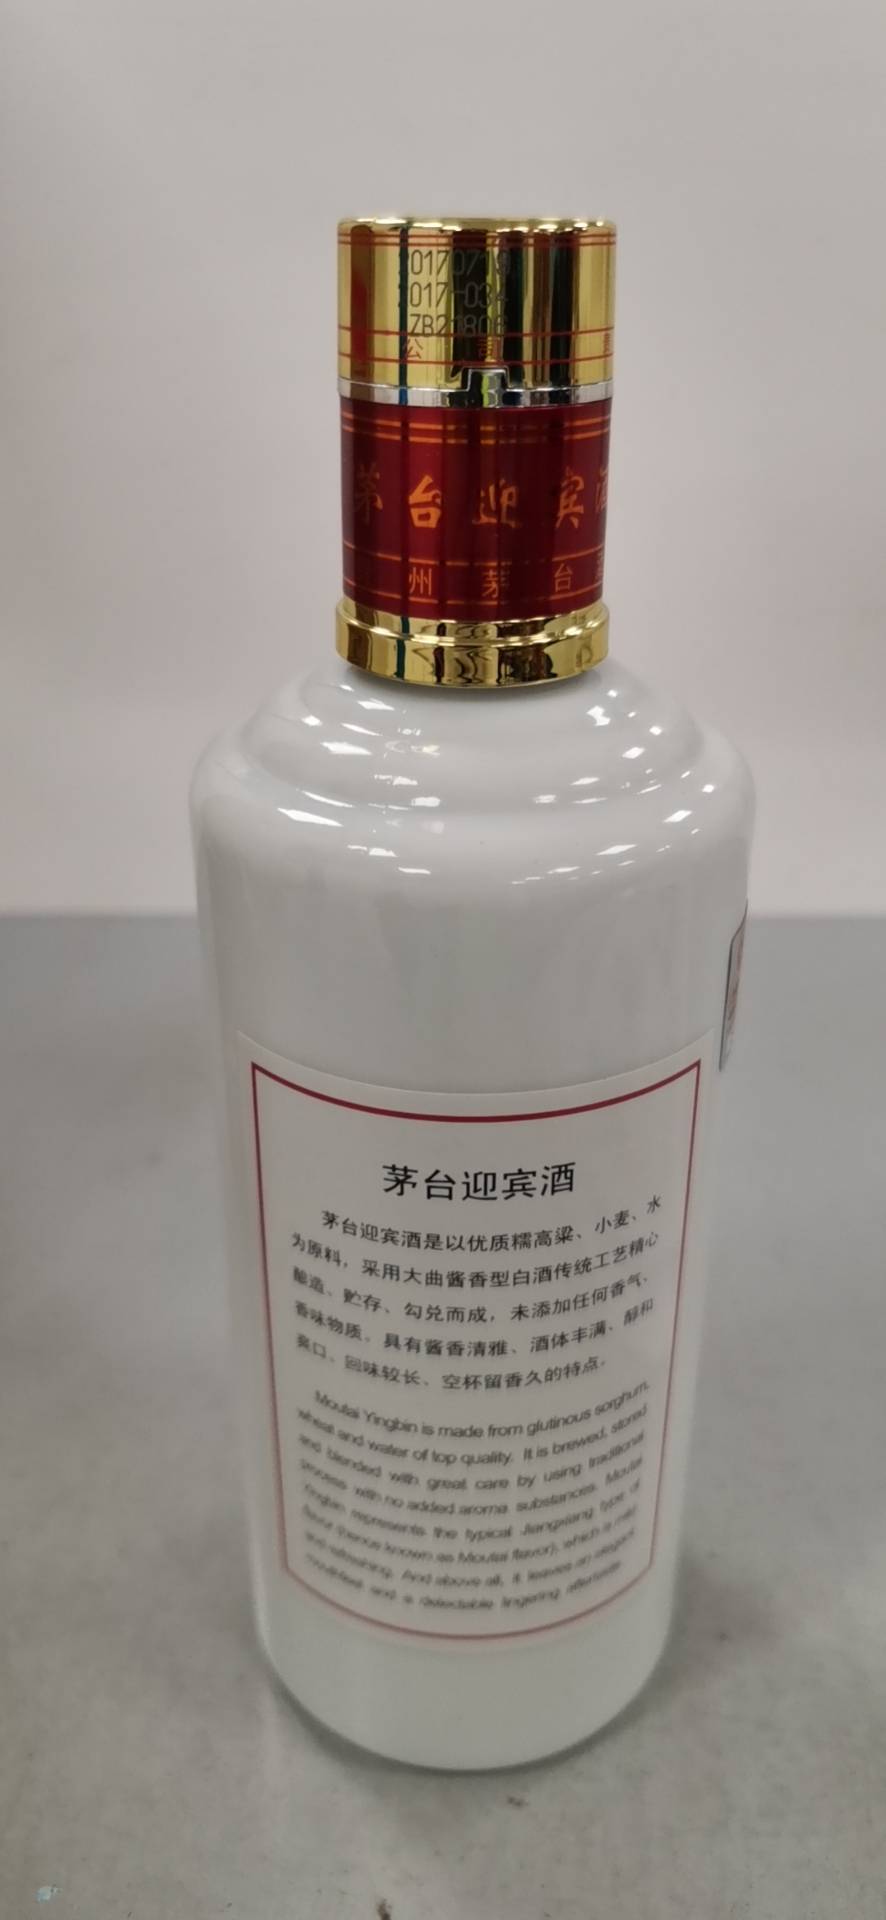 20170719
2017-034
ZB21806
公 司
茅台迎宾酒
州 茅 台
茅台迎宾酒
茅台迎宾酒是以优质糯高粱、小麦、水
为原料，采用大曲酱香型白酒传统工艺精心
酿造、贮存、勾兑而成，未添加任何香气、
香味物质。具有酱香清雅、酒体丰满、醇和
爽口、回味较长、空杯留香久的特点。
Moutai Yingbin is made from glutinous sorghum,
wheat and water of top quality. It is brewed, stored
and blended with great care by using traditional
process with no added aroma substances. Moutai
Yingbin represents the typical Jiangxiang type of
flavor (hence known as Moutai flavor), which is mild
and refreshing. And above all, it leaves an elegant
mouthfeel and a delectable lingering aftertaste.